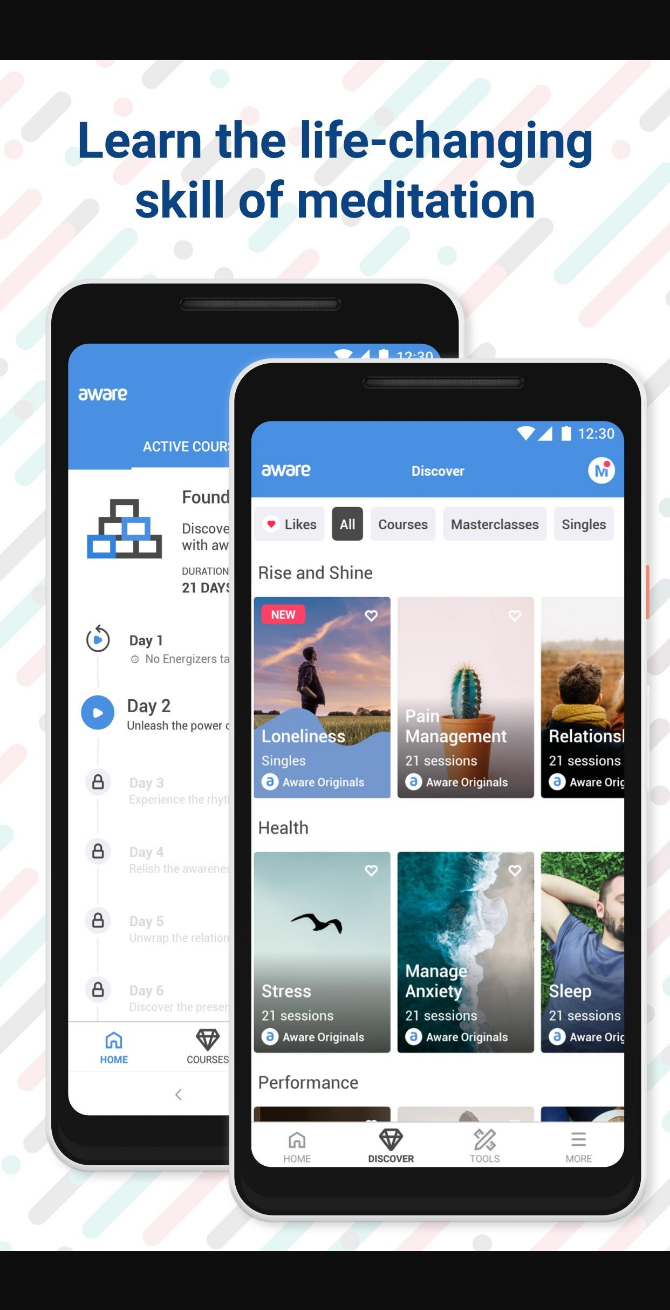 Learn the life-changing
skill of meditation
12:30
aware
ACTIVE COUR
Found
Discove
with aw
DURATION
21 DAYS
Day 1
No Energizers ta
Day 2
Unleash the power
Day 3
Experience the rhyt
Day 4
Relish the awarenes
Day 5
Unwrap the relation
Day 6
Discover the preser
HOME
COURSES
12:30
aware
Discover
M
Likes
All
Courses
Masterclasses
Singles
Rise and Shine
NEW
Loneliness
Singles
Aware Originals
Pain
Management
21 sessions
Aware Originals
Relations
21 sessions
Aware Orig
Health
Stress
21 sessions
Aware Originals
Manage
Anxiety
21 sessions
Aware Originals
Sleep
21 sessions
Aware Orig
Performance
HOME
DISCOVER
TOOLS
MORE